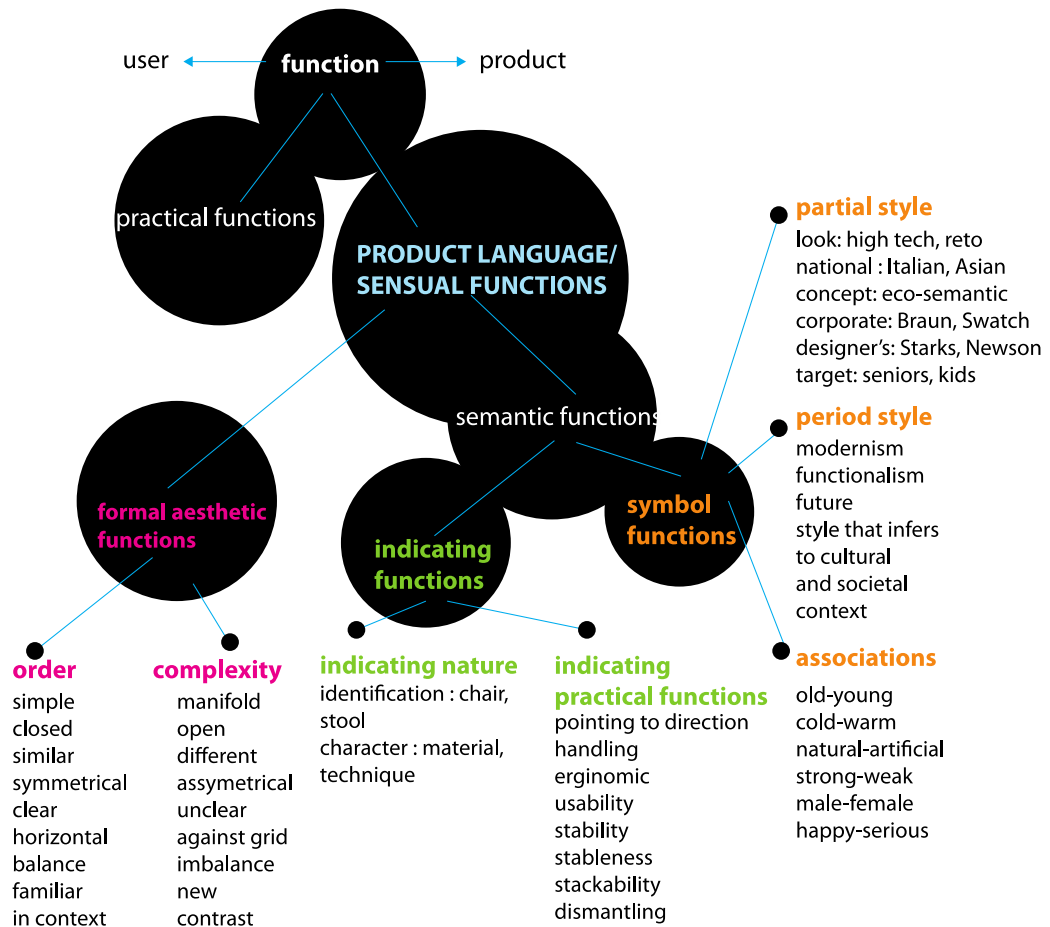 user
function
product
practical functions
PRODUCT LANGUAGE/
SENSUAL FUNCTIONS
semantic functions
formal aesthetic
functions
indicating
functions
symbol
functions
partial style
look: high tech, reto
national : Italian, Asian
concept: eco-semantic
corporate: Braun, Swatch
designer's: Starks, Newson
target: seniors, kids
period style
modernism
functionalism
future
style that infers
to cultural
and societal
context
associations
old-young
cold-warm
natural-artificial
strong-weak
male-female
happy-serious
order
simple
closed
similar
symmetrical
clear
horizontal
balance
familiar
in context
complexity
manifold
open
different
assymetrical
unclear
against grid
imbalance
new
contrast
indicating nature
identification : chair,
stool
character : material,
technique
indicating
practical functions
pointing to direction
handling
erginomic
usability
stability
stableness
stackability
dismantling